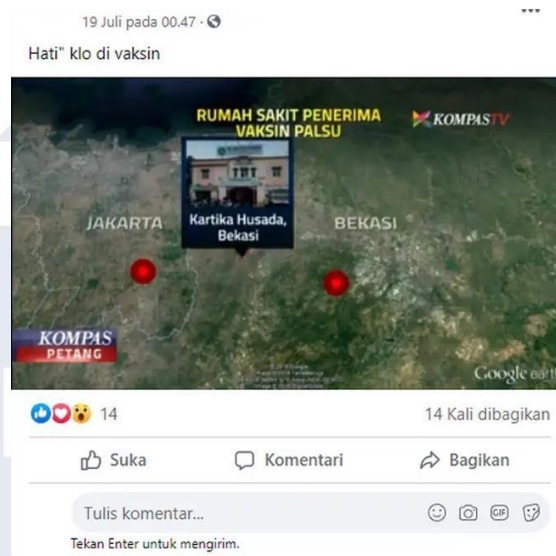 19 Juli pada 00.47 ·
Hati" klo di vaksin
RUMAH SAKIT PENERIMA
VAKSIN PALSU
KOMPASTV
JAKARTA
Kartika Husada,
Bekasi
BEKASI
KOMPAS
PETANG
Google earth
14
14 Kali dibagikan
Suka
Komentari
Bagikan
Tulis komentar...
GIF
Tekan Enter untuk mengirim.